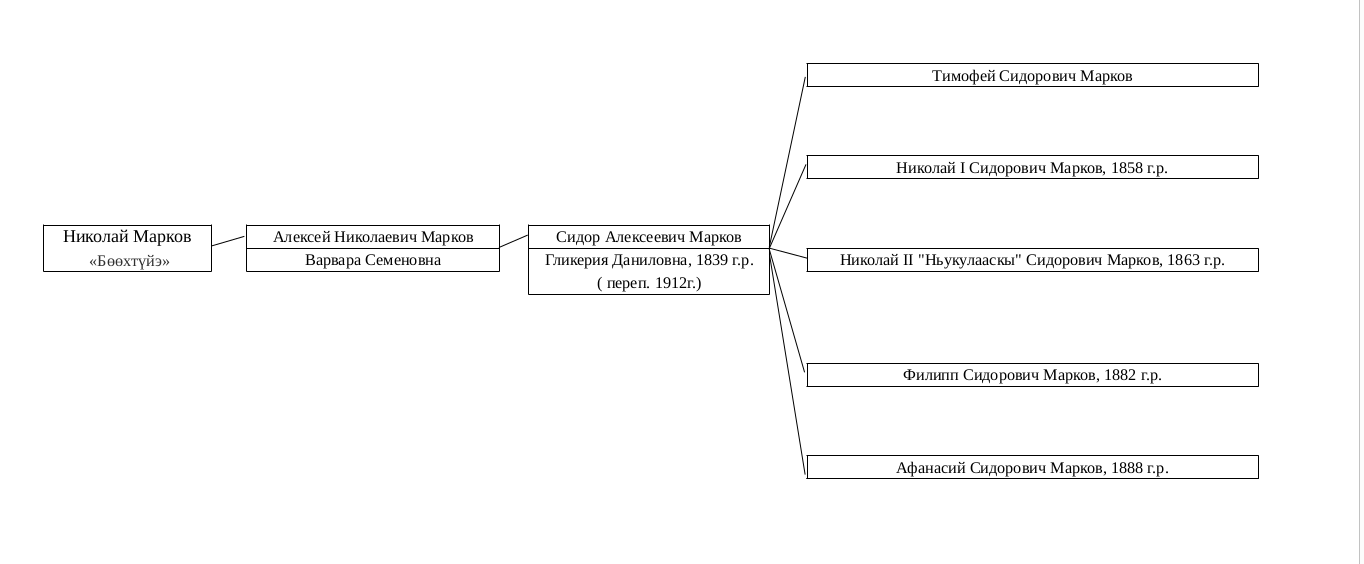 Николай Марков
«Бөөхтүйэ»
Алексей Николаевич Марков
Варвара Семеновна
Сидор Алексеевич Марков
Гликерия Даниловна, 1839 г.р.
( переп. 1912г.)
Тимофей Сидорович Марков
Николай I Сидорович Марков, 1858 г.р.
Николай II "Ньукулааскы" Сидорович Марков, 1863 г.р.
Филипп Сидорович Марков, 1882 г.р.
Афанасий Сидорович Марков, 1888 г.р.